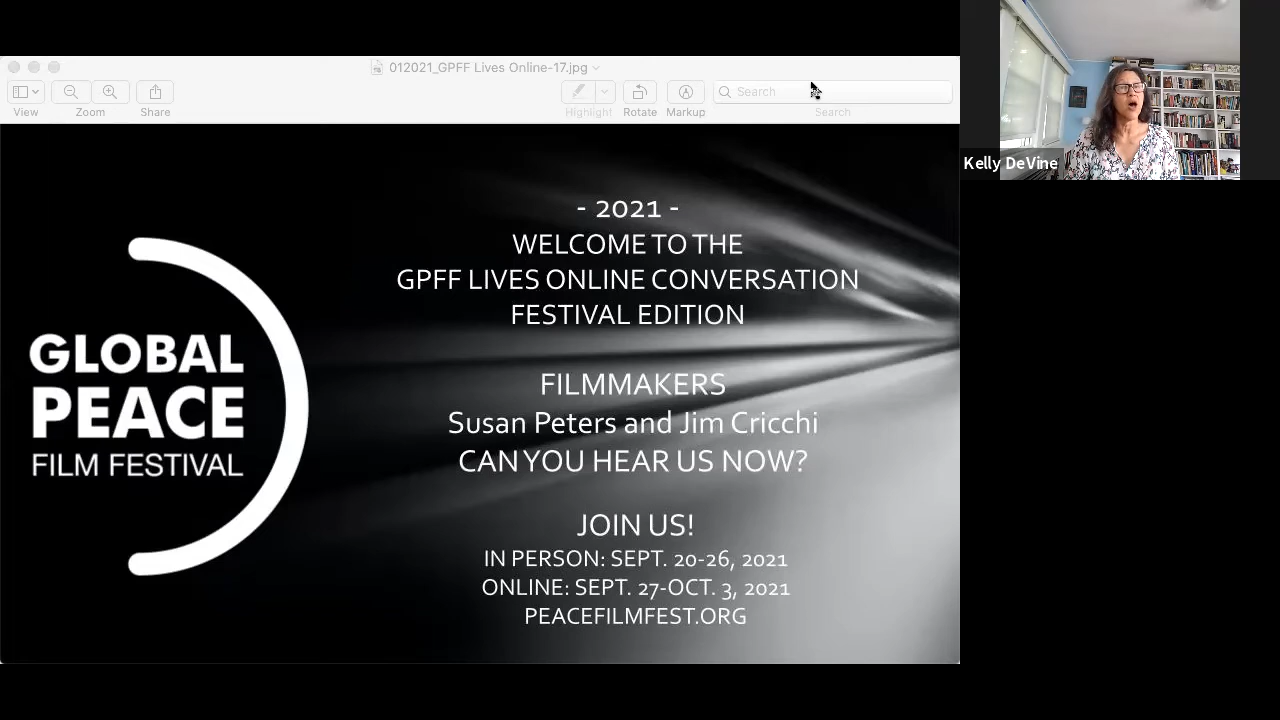 012021_GPFF Lives Online-17.jpg
View
Zoom
Share
Highlight
Rotate
Markup
Search
Search
Kelly DeVine
- 2021 -
WELCOME TO THE
GPFF LIVES ONLINE CONVERSATION
FESTIVAL EDITION
GLOBAL
PEACE
FILM FESTIVAL
FILMMAKERS
Susan Peters and Jim Cricchi
CAN YOU HEAR US NOW?
JOIN US!
IN PERSON: SEPT. 20-26, 2021
ONLINE: SEPT. 27-OCT. 3, 2021
PEACEFILMFEST.ORG